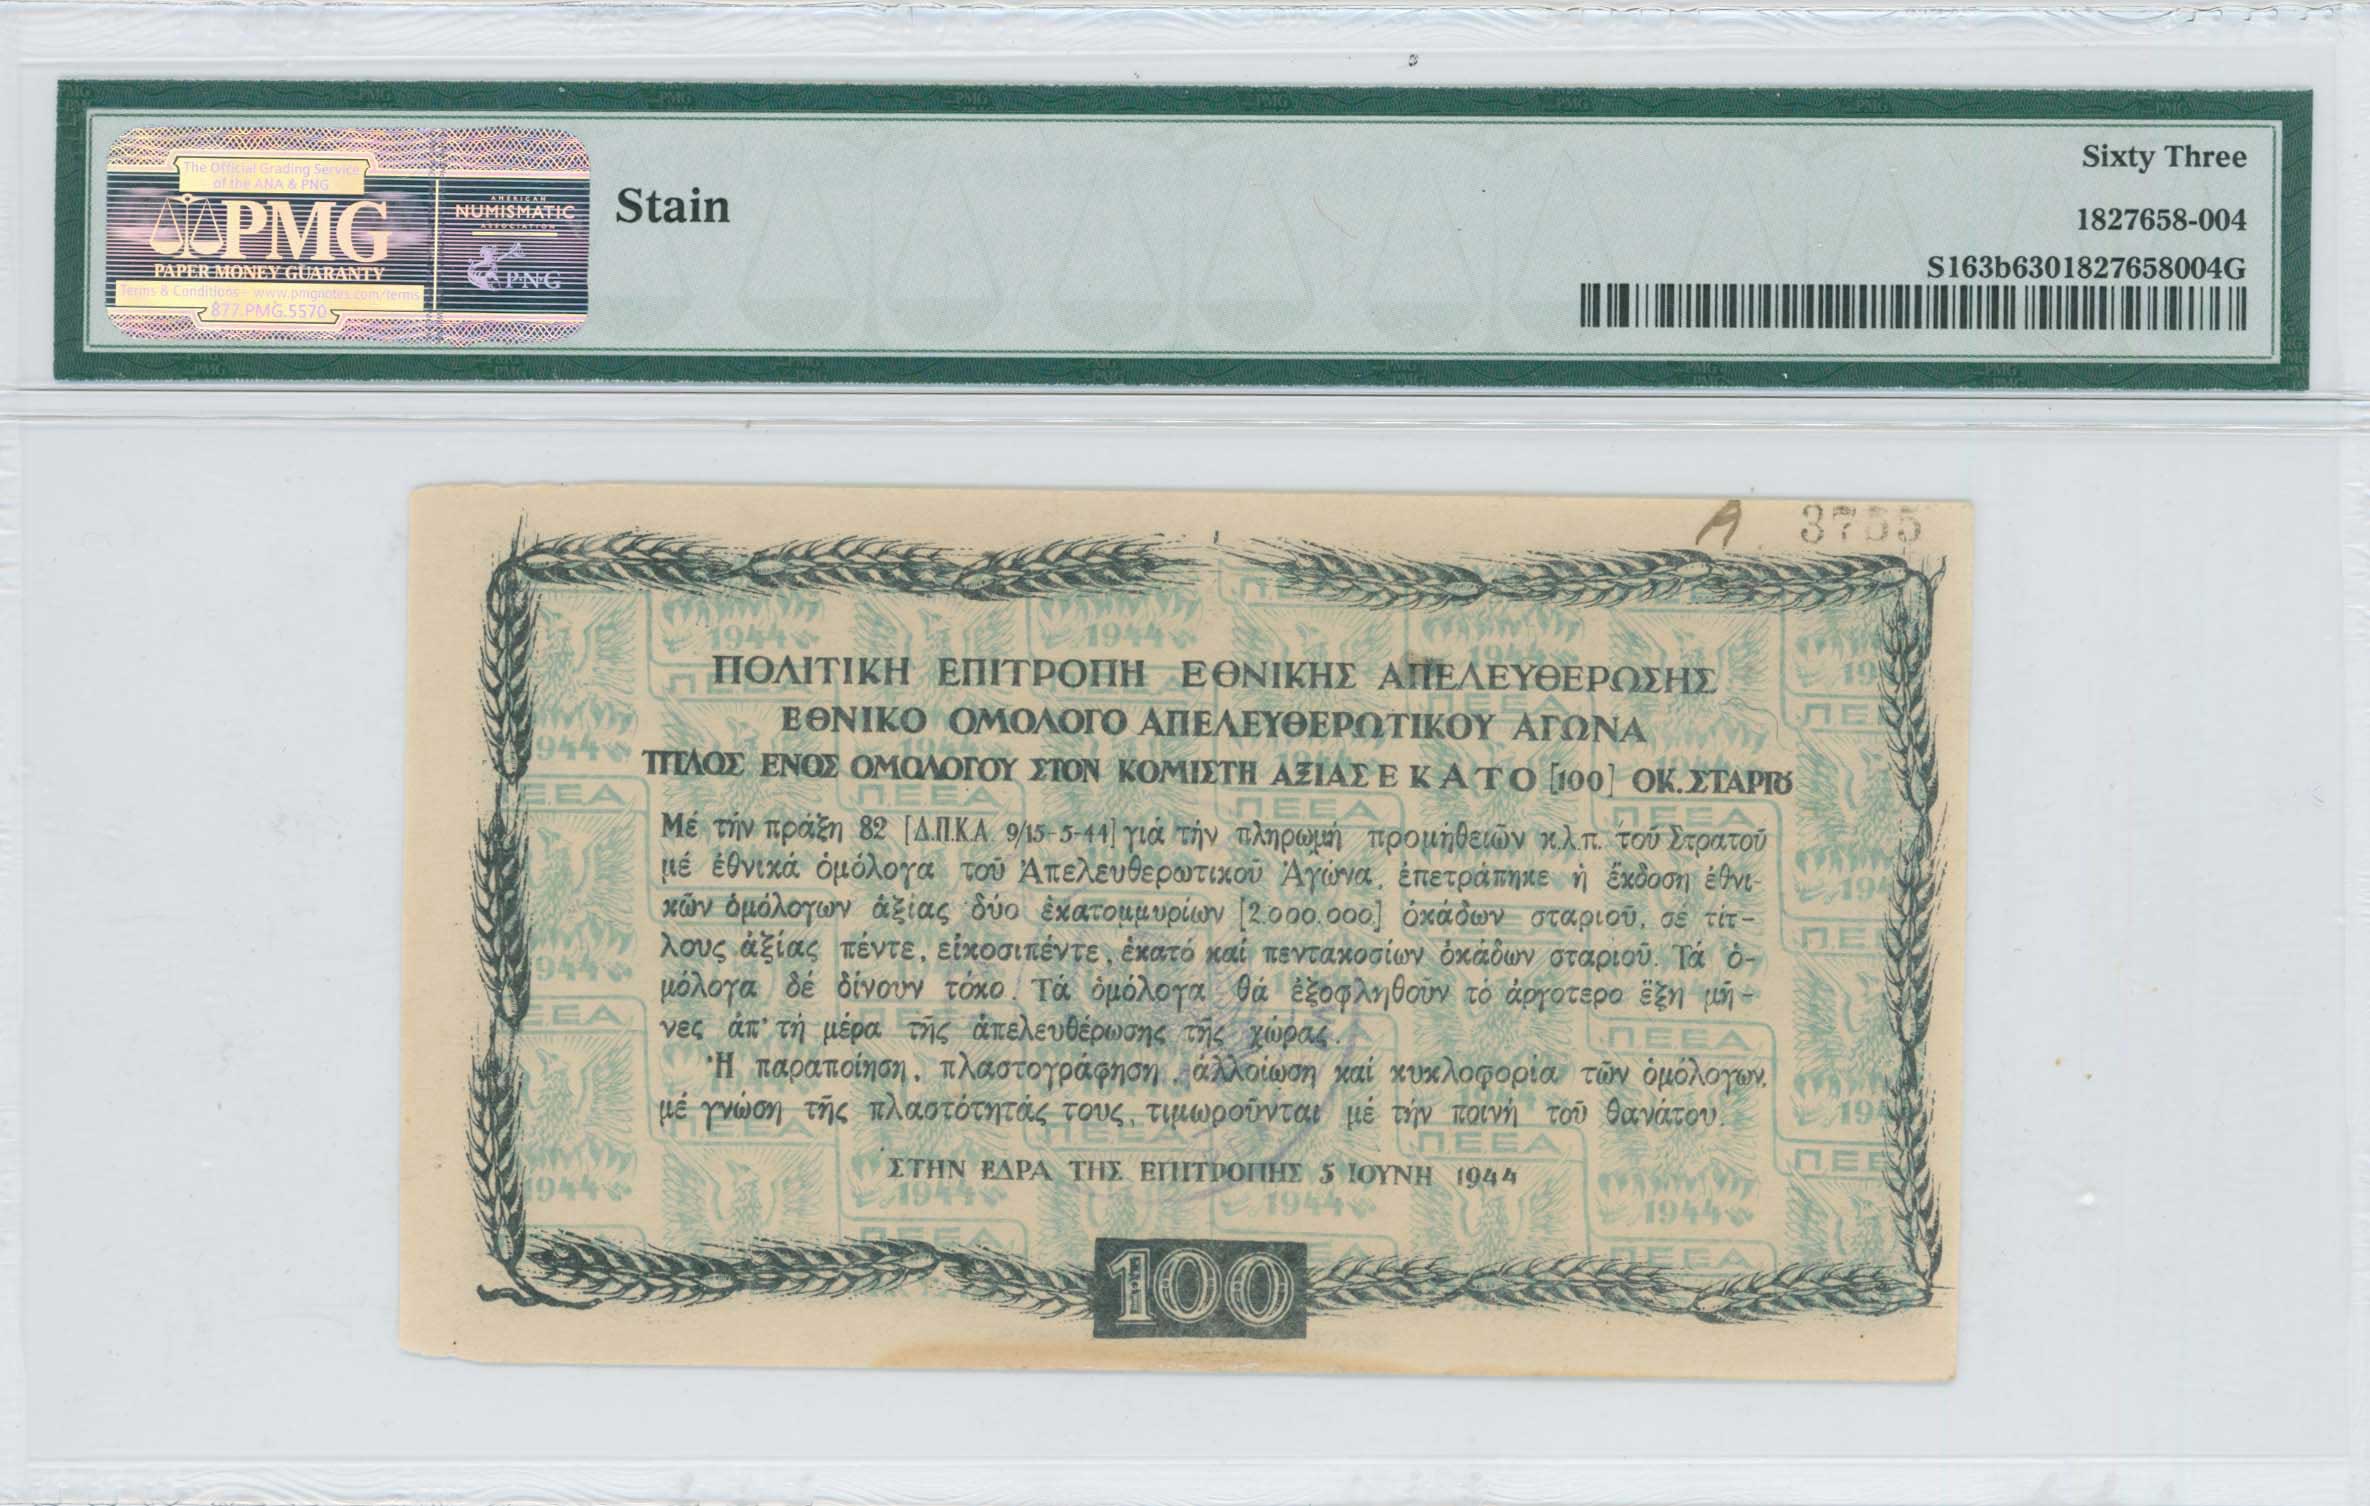 The Official Grading Service
of the ANA & PNG
PMG
PAPER MONEY GUARANTY
Terms & Conditions www.pmgnotes.com/terms
877.PMG.5570
AMERICAN
NUMISMATIC
ASSOCIATION
PNG
Stain
Sixty Three
1827658-004
S163b6301827658004G
A 3755
ΠΟΛΙΤΙΚΗ ΕΠΙΤΡΟΠΗ ΕΘΝΙΚΗΣ ΑΠΕΛΕΥΘΕΡΩΣΗΣ
ΕΘΝΙΚΟ ΟΜΟΛΟΓΟ ΑΠΕΛΕΥΘΕΡΩΤΙΚΟΥ ΑΓΩΝΑ
ΤΙΤΛΟΣ ΕΝΟΣ ΟΜΟΛΟΓΟΥ ΣΤΟΝ ΚΟΜΙΣΤΗ ΑΞΙΑΣ ΕΚΑΤΟ [100] ΟΚ. ΣΤΑΡΙΟΥ
Μέ τήν πράξη 82 [Δ.Π.Κ.Α. 9/15-5-44] γιά τήν πληρωμή προμηθειῶν κ.λ.π. τοῦ Στρατοῦ
μέ ἐθνικά ὁμόλογα τοῦ Ἀπελευθερωτικοῦ Ἀγώνα, ἐπετράπηκε ἡ ἔκδοση ἐθνι-
κῶν ὁμόλογων ἀξίας δύο ἑκατομμυρίων [2.000.000] ὀκάδων σταριοῦ, σέ τίτ-
λους ἀξίας πέντε, εἰκοσιπέντε, ἑκατό καί πεντακοσίων ὀκάδων σταριοῦ. Τά ὁ-
μόλογα δέ δίνουν τόκο. Τά ὁμόλογα θά ἐξοφληθοῦν τό ἀργοτερο ἕξη μῆ-
νες ἀπ' τή μέρα τῆς ἀπελευθέρωσης τῆς χώρας.
Ἡ παραποίηση, πλαστογράφηση, ἀλλοίωση καί κυκλοφορία τῶν ὁμόλογων,
μέ γνώση τῆς πλαστότητάς τους, τιμωροῦνται μέ τήν ποινή τοῦ θανάτου.
ΣΤΗΝ ΕΔΡΑ ΤΗΣ ΕΠΙΤΡΟΠΗΣ 5 ΙΟΥΝΗ 1944
100